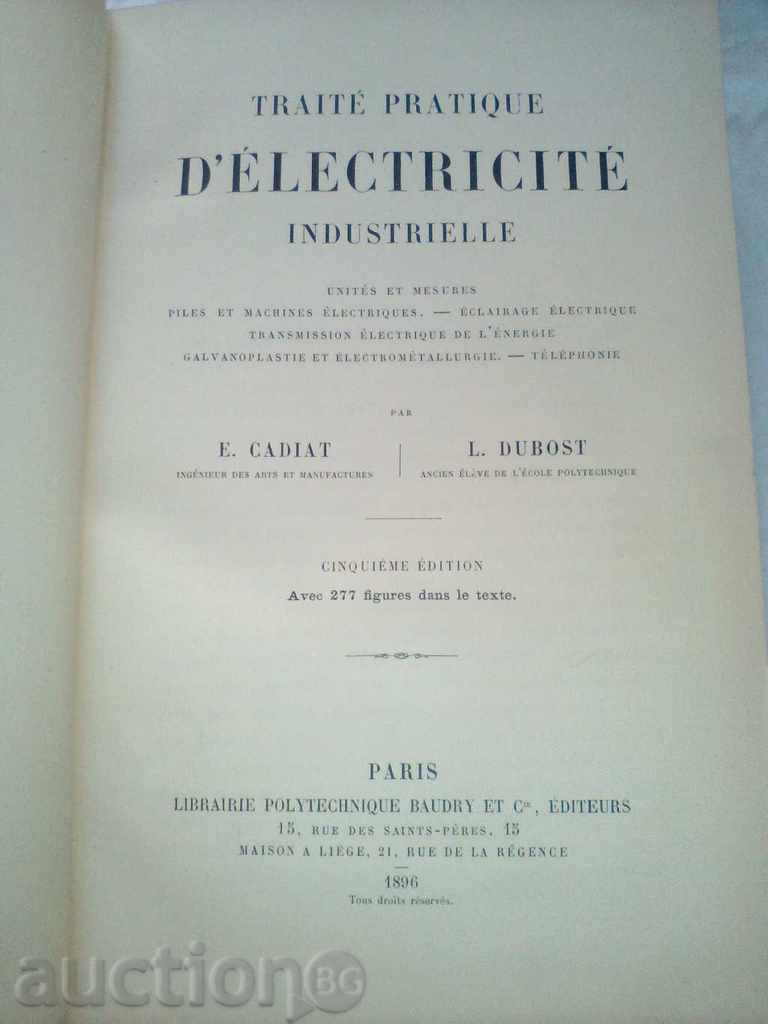 TRAITÉ PRATIQUE
D'ÉLECTRICITÉ
INDUSTRIELLE
UNITÉS ET MESURES
PILES ET MACHINES ÉLECTRIQUES. — ÉCLAIRAGE ÉLECTRIQUE
TRANSMISSION ÉLECTRIQUE DE L'ÉNERGIE
GALVANOPLASTIE ET ÉLECTROMÉTALLURGIE. — TÉLÉPHONIE
PAR
E. CADIAT
INGÉNIEUR DES ARTS ET MANUFACTURES
L. DUBOST
ANCIEN ÉLÈVE DE L'ÉCOLE POLYTECHNIQUE
CINQUIÉME ÉDITION
Avec 277 figures dans le texte.
PARIS
LIBRAIRIE POLYTECHNIQUE BAUDRY ET Cie, ÉDITEURS
15, RUE DES SAINTS-PÈRES, 15
MAISON A LIÉGE, 21, RUE DE LA RÉGENCE
1896
Tous droits réservés.
auctionBG